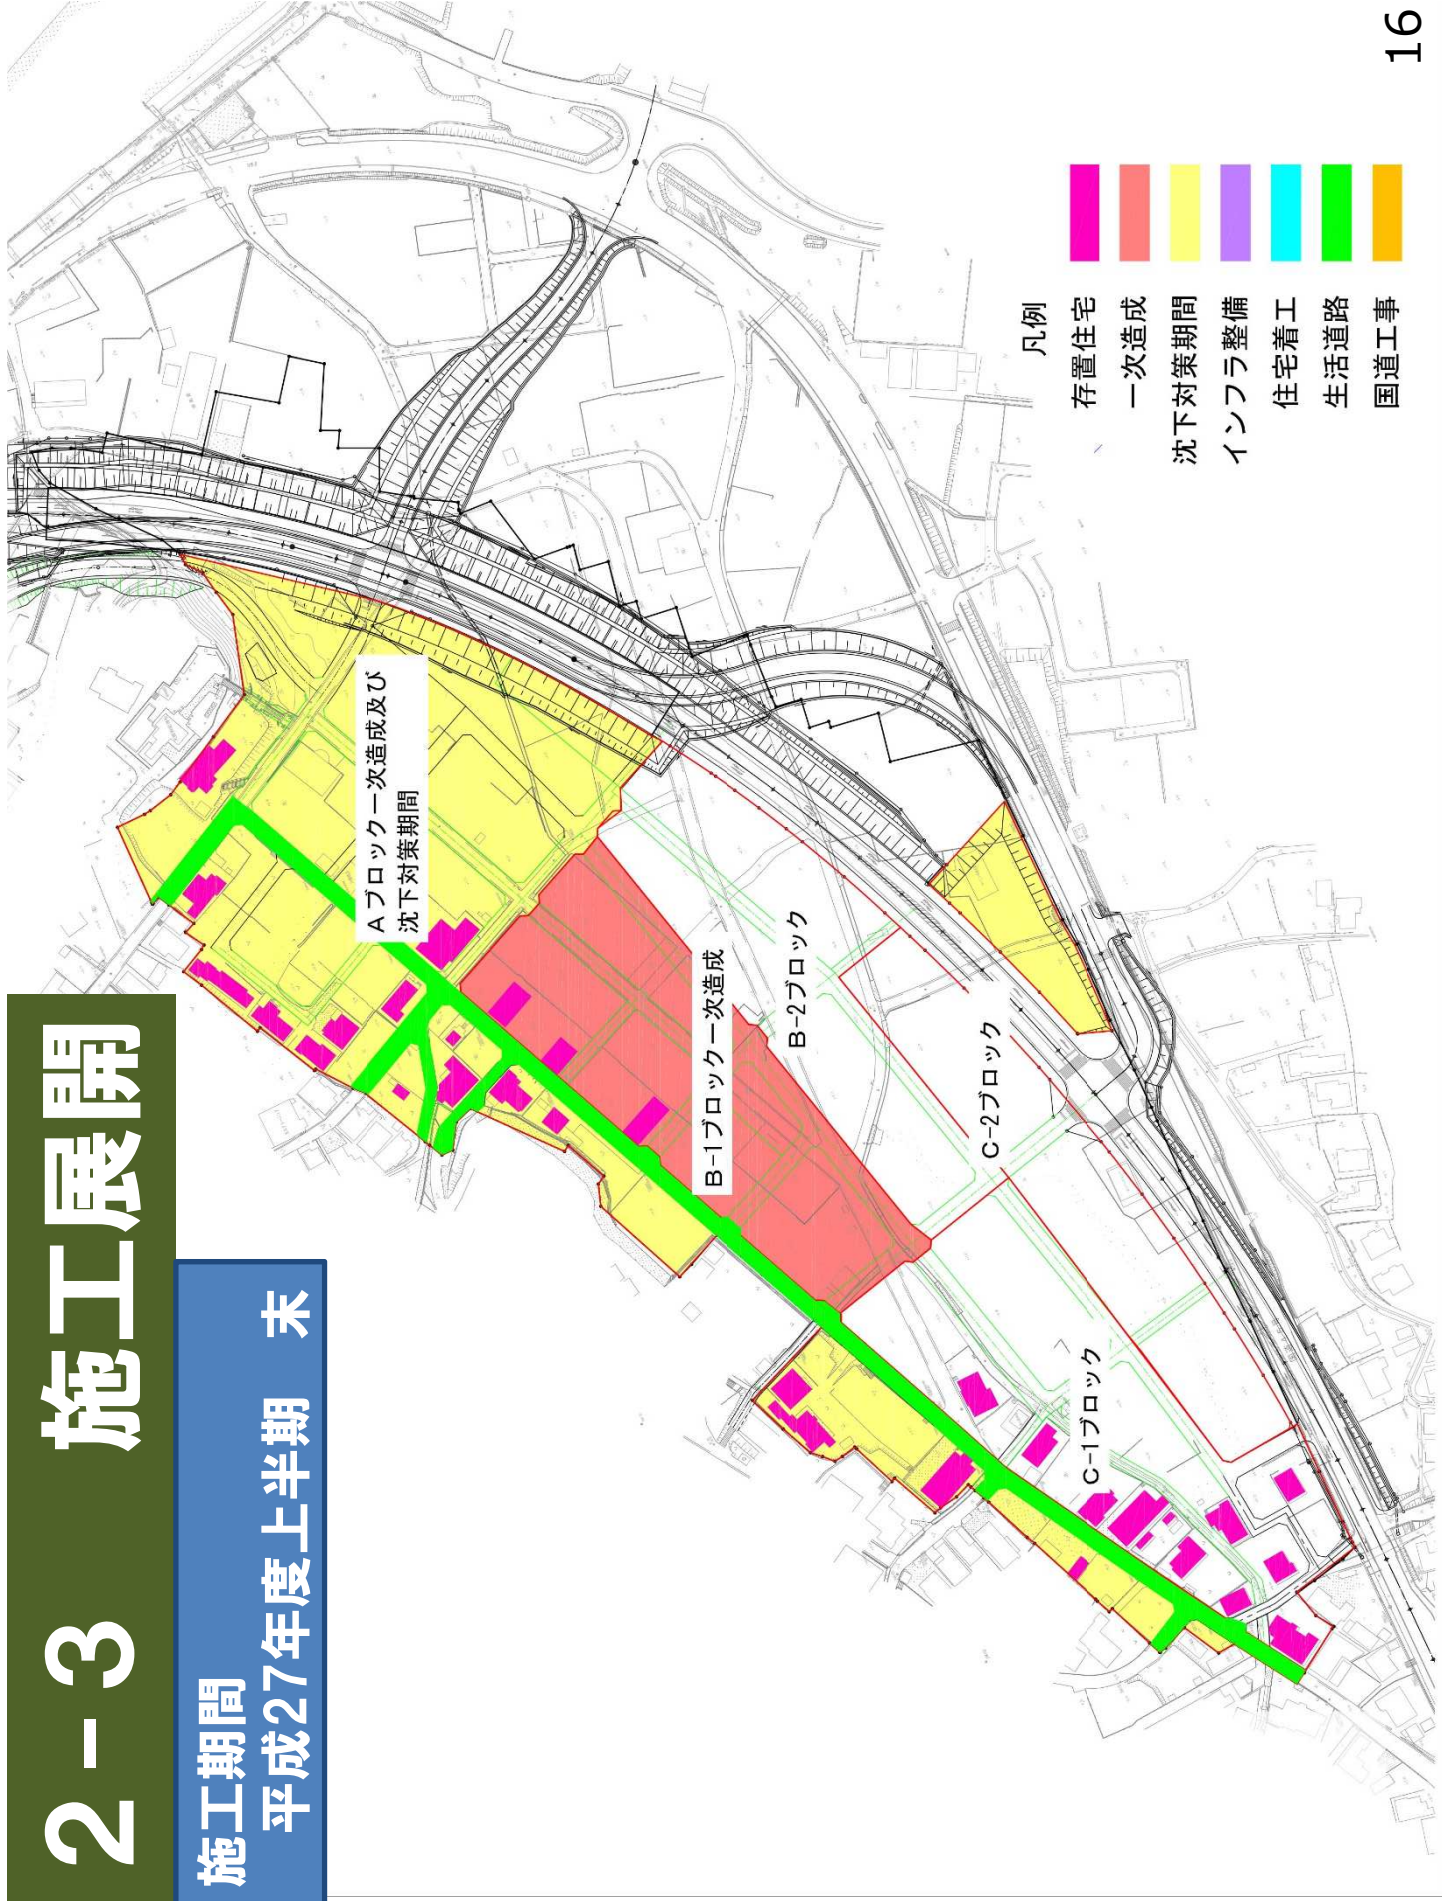 2－3　施工展開
施工期間
平成27年度上半期　末
Aブロック一次造成及び
沈下対策期間
B-1ブロック一次造成
B-2ブロック
C-2ブロック
C-1ブロック
凡例
存置住宅
一次造成
沈下対策期間
インフラ整備
住宅着工
生活道路
国道工事
16